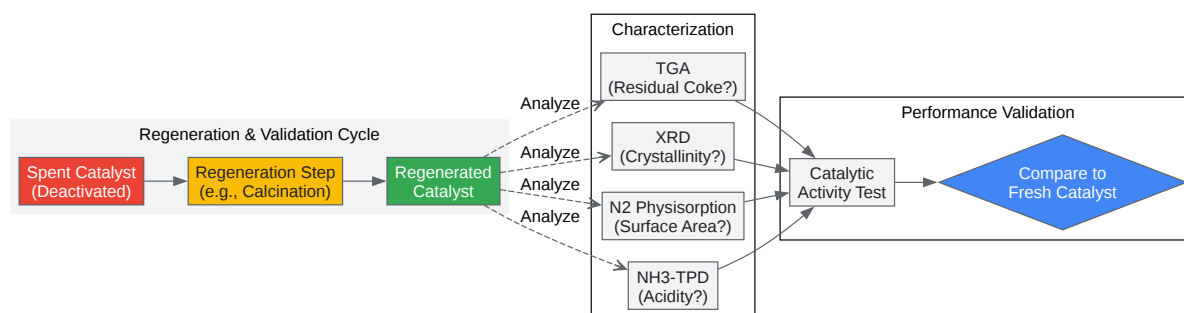 Characterization
TGA
(Residual Coke?)
Analyze
Performance Validation
Regeneration & Validation Cycle
XRD
(Crystallinity?)
Analyze
Spent Catalyst
(Deactivated)
Regeneration Step
(e.g., Calcination)
Regenerated
Catalyst
Catalytic
Activity Test
Compare to
Fresh Catalyst
Analyze
N2 Physisorption
(Surface Area?)
Analyze
NH3-TPD
(Acidity?)